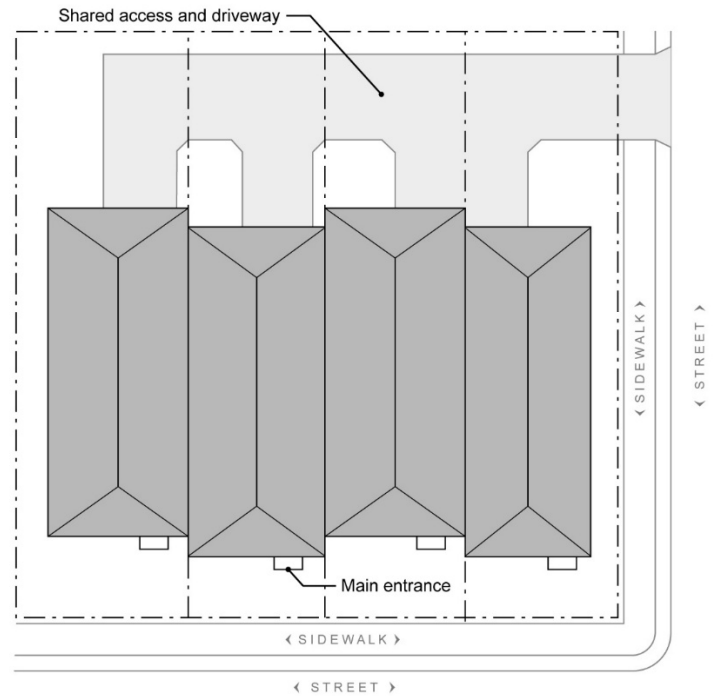 Shared access and driveway
SIDEWALK
STREET
Main entrance
SIDEWALK
STREET